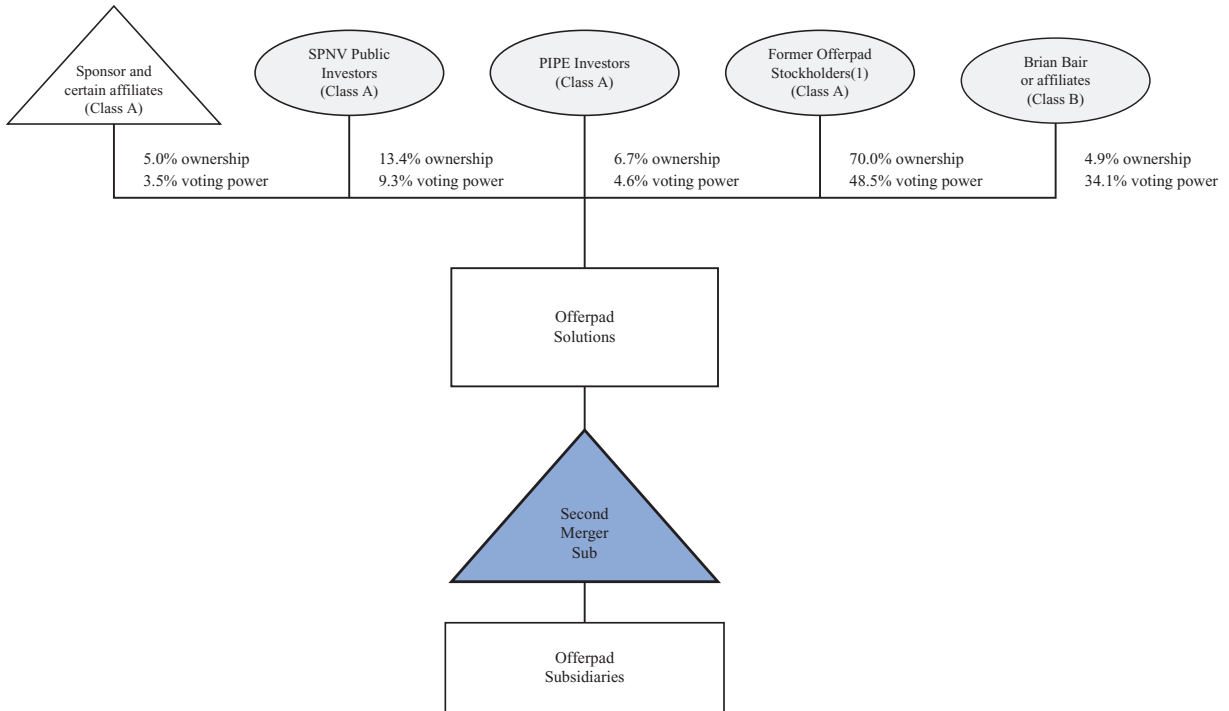 Sponsor and
certain affiliates
(Class A)
SPNV Public
Investors
(Class A)
PIPE Investors
(Class A)
Former Offerpad
Stockholders(1)
(Class A)
Brian Bair
or affiliates
(Class B)
5.0% ownership
3.5% voting power
13.4% ownership
9.3% voting power
6.7% ownership
4.6% voting power
70.0% ownership
48.5% voting power
4.9% ownership
34.1% voting power
Offerpad
Solutions
Second
Merger
Sub
Offerpad
Subsidiaries